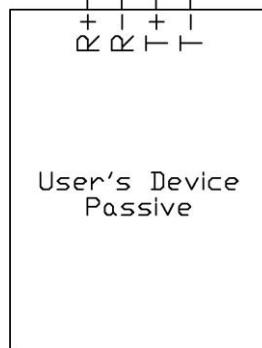 R+
R-
T+
T-
User's Device
Passive